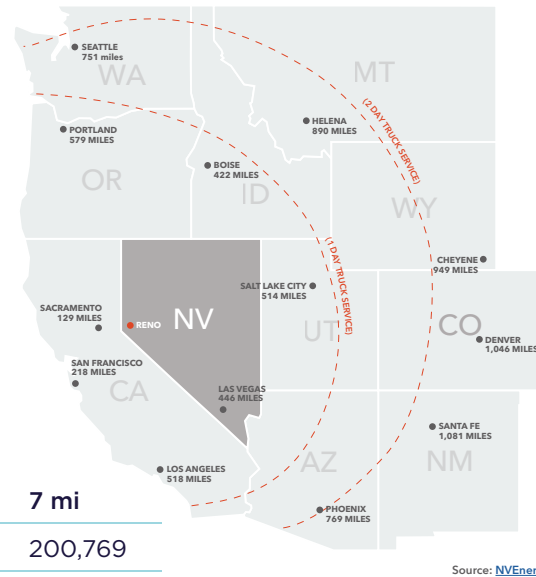 SEATTLE
751 miles
WA
MT
(2 DAY TRUCK SERVICE)
HELENA
890 MILES
PORTLAND
579 MILES
BOISE
422 MILES
OR
ID
WY
(1 DAY TRUCK SERVICE)
CHEYENE
949 MILES
SALT LAKE CITY
514 MILES
SACRAMENTO
129 MILES
RENO
NV
UT
CO
DENVER
1,046 MILES
SAN FRANCISCO
218 MILES
CA
LAS VEGAS
446 MILES
SANTA FE
1,081 MILES
AZ
NM
LOS ANGELES
518 MILES
7 mi
PHOENIX
769 MILES
200,769
Source: NVEner